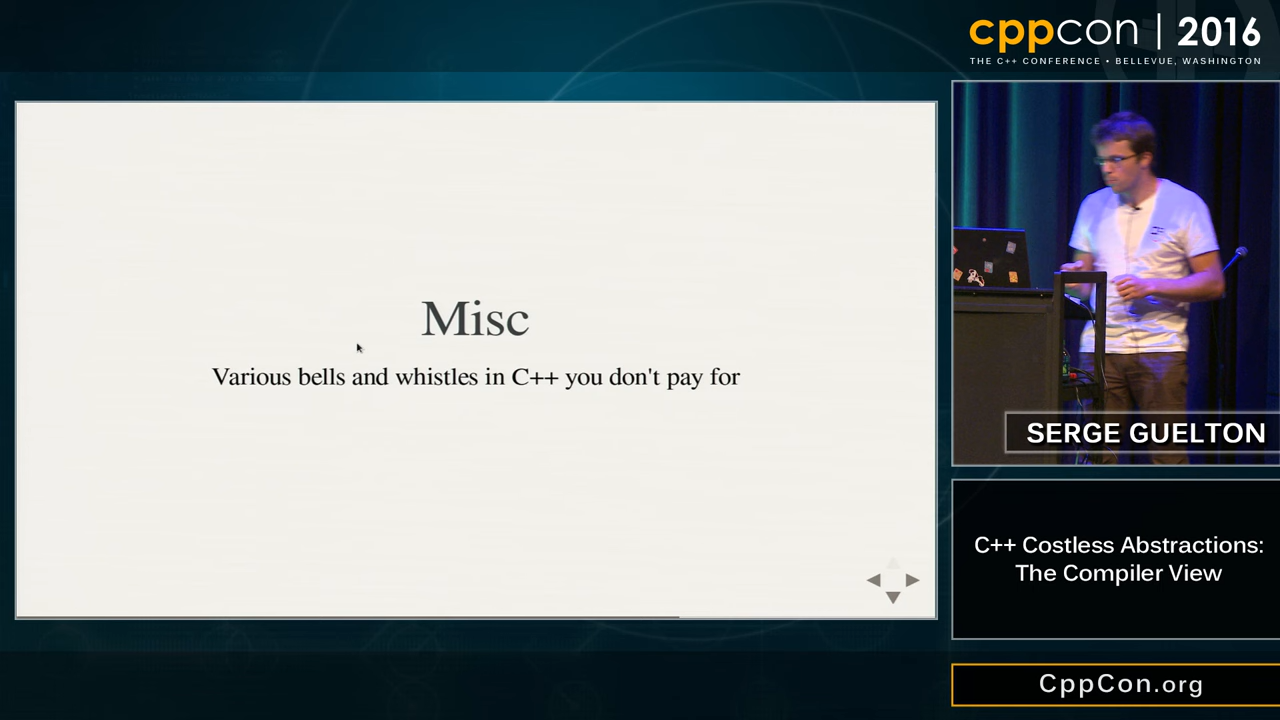 cppcon | 2016
THE C++ CONFERENCE • BELLEVUE, WASHINGTON
Misc
Various bells and whistles in C++ you don't pay for
SERGE GUELTON
C++ Costless Abstractions:
The Compiler View
CppCon.org